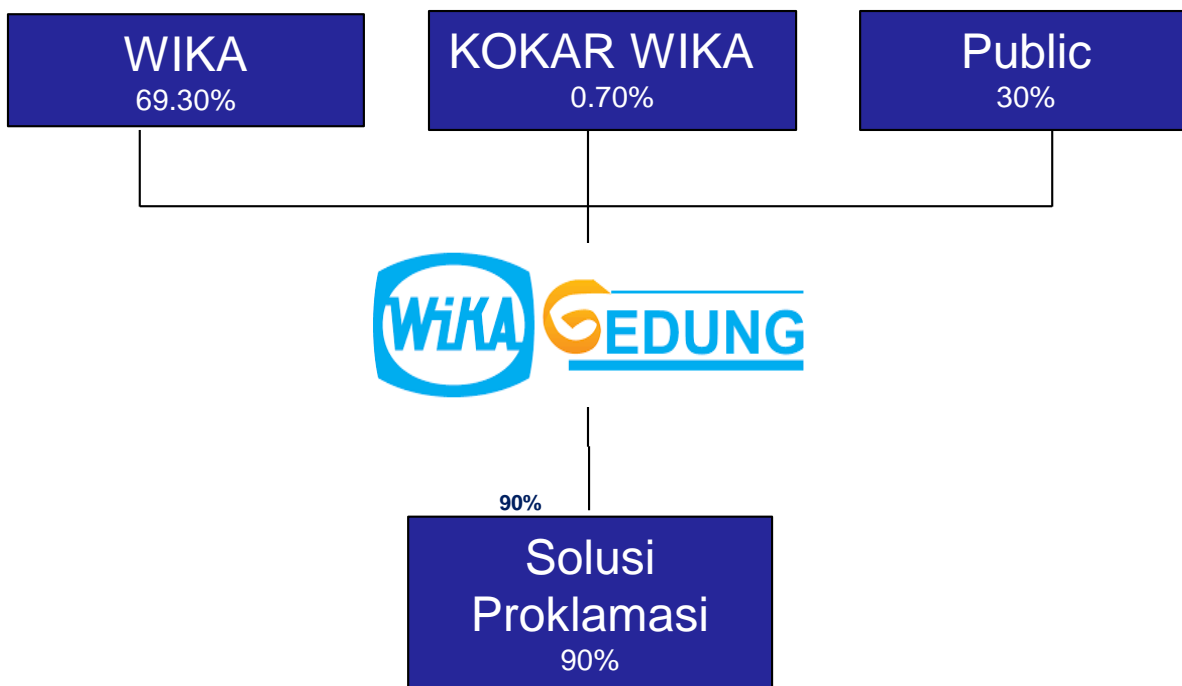 WIKA
69.30%
KOKAR WIKA
0.70%
Public
30%
WiKA GEDUNG
90%
Solusi
Proklamasi
90%